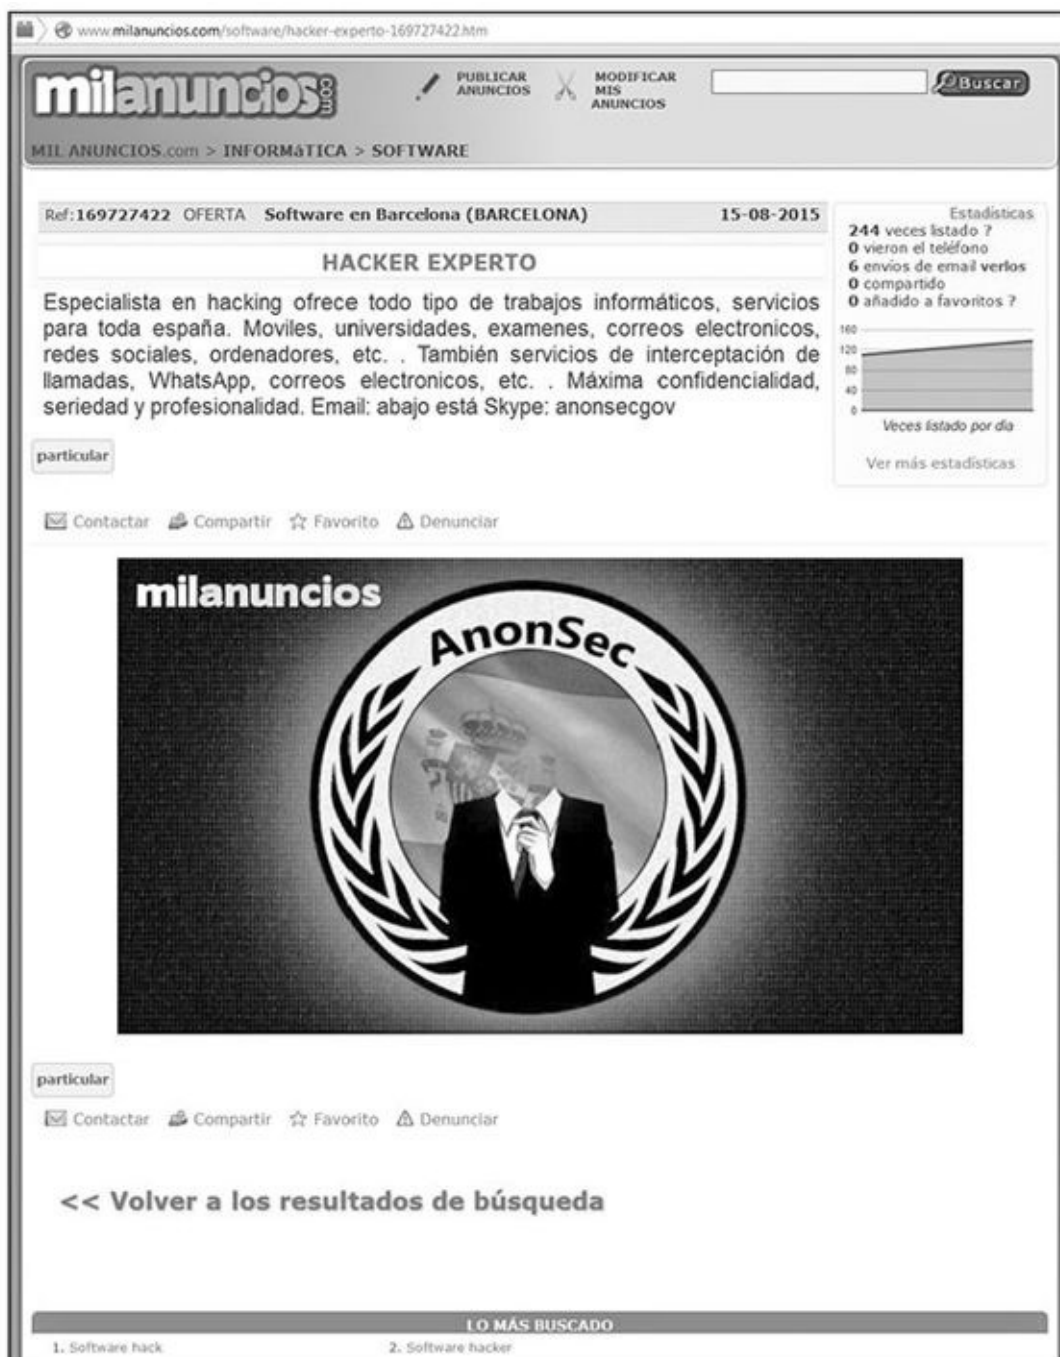 www.milanuncios.com/software/hacker-experto-169727422.htm
milanuncios.com
PUBLICAR
ANUNCIOS
MODIFICAR
MIS
ANUNCIOS
Buscar
MIL ANUNCIOS.com > INFORMáTICA > SOFTWARE
Ref:169727422 OFERTA Software en Barcelona (BARCELONA) 15-08-2015
HACKER EXPERTO
Especialista en hacking ofrece todo tipo de trabajos informáticos, servicios
para toda españa. Moviles, universidades, examenes, correos electronicos,
redes sociales, ordenadores, etc. . También servicios de interceptación de
llamadas, WhatsApp, correos electronicos, etc. . Máxima confidencialidad,
seriedad y profesionalidad. Email: abajo está Skype: anonsecgov
Estadísticas
244 veces listado ?
0 vieron el teléfono
6 envios de email verlos
0 compartido
0 añadido a favoritos ?
160
120
80
40
0
Veces listado por dia
Ver más estadísticas
particular
Contactar Compartir Favorito Denunciar
milanuncios
AnonSec
particular
Contactar Compartir Favorito Denunciar
<< Volver a los resultados de búsqueda
LO MÁS BUSCADO
1. Software hack 2. Software hacker